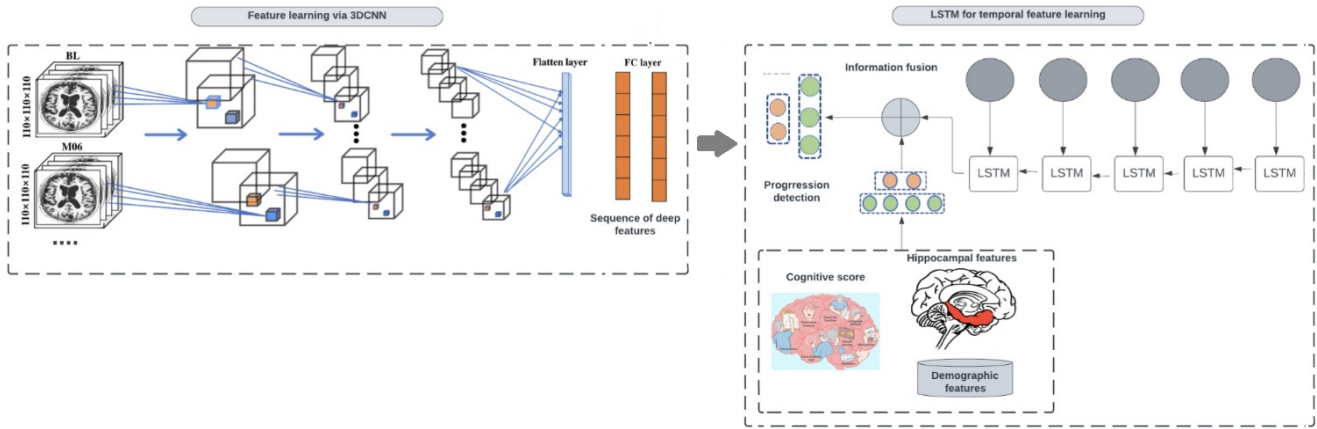 Feature learning via 3DCNN
LSTM for temporal feature learning
BL
110×110×110
M06
110×110×110
Flatten layer
FC layer
Sequence of deep
features
Information fusion
Progression
detection
LSTM
LSTM
LSTM
LSTM
LSTM
Cognitive score
Hippocampal features
Demographic
features